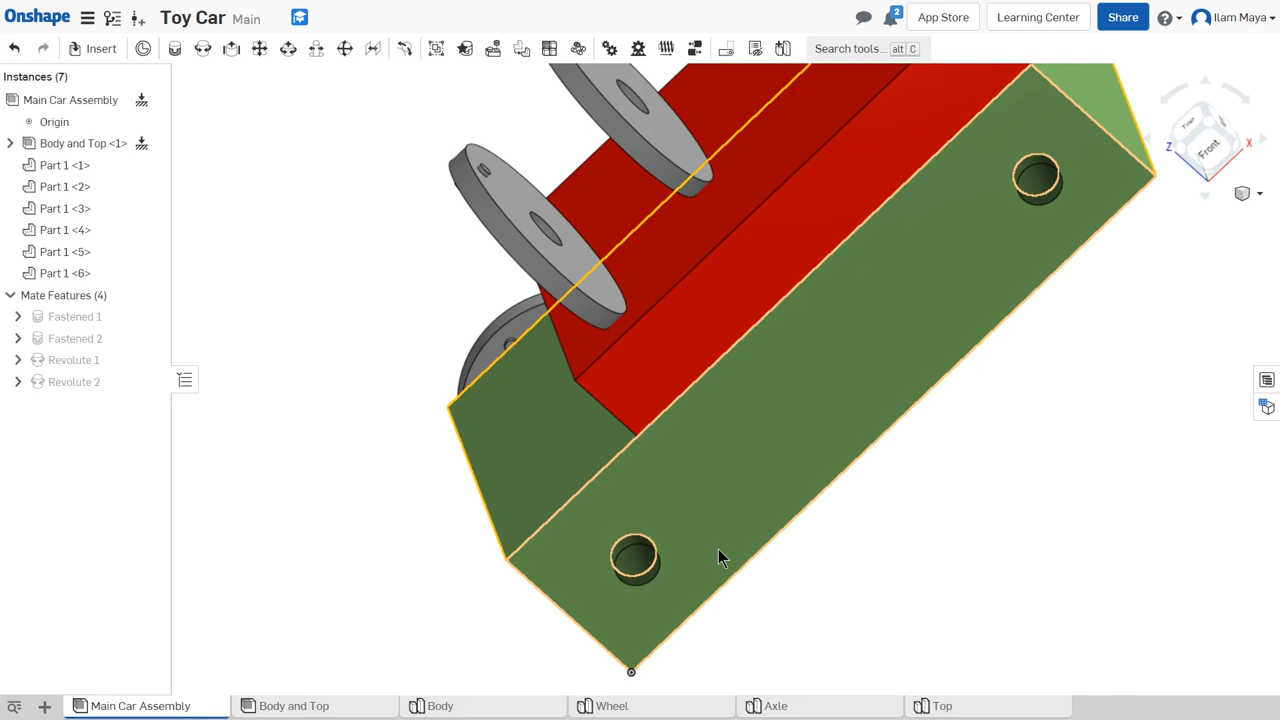 Onshape Toy Car Main 2 App Store Learning Center Share Ilam Maya
Insert Search tools... alt C
Instances (7)
Main Car Assembly
Origin
Body and Top <1>
Part 1 <1>
Part 1 <2>
Part 1 <3>
Part 1 <4>
Part 1 <5>
Part 1 <6>
Mate Features (4)
Fastened 1
Fastened 2
Revolute 1
Revolute 2
Z Front X
Main Car Assembly Body and Top Body Wheel Axle Top